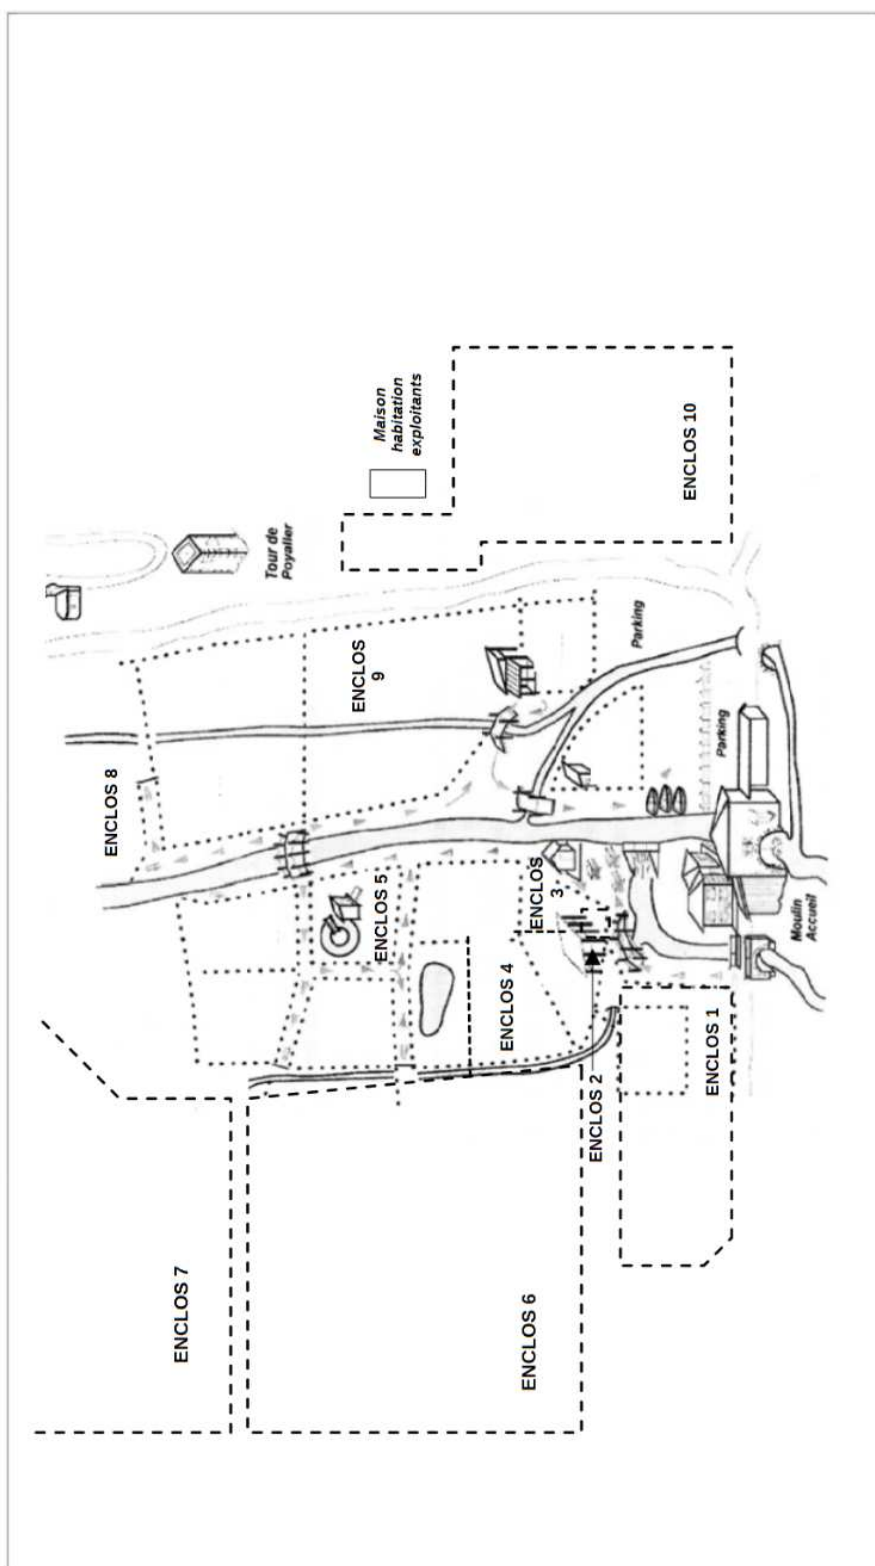 Maison
habitation
exploitants
Tour de
Poyaller
ENCLOS 10
Parking
ENCLOS
9
ENCLOS 8
Parking
ENCLOS
3
ENCLOS 5
Moulin
Accueil
ENCLOS 4
ENCLOS 1
ENCLOS 2
ENCLOS 7
ENCLOS 6